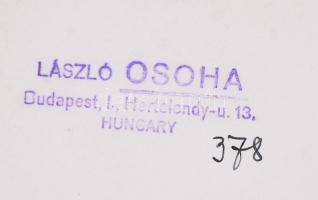 LÁSZLÓ OSOHA
Budapest, I., Hertelendy-u. 13.
HUNGARY
378